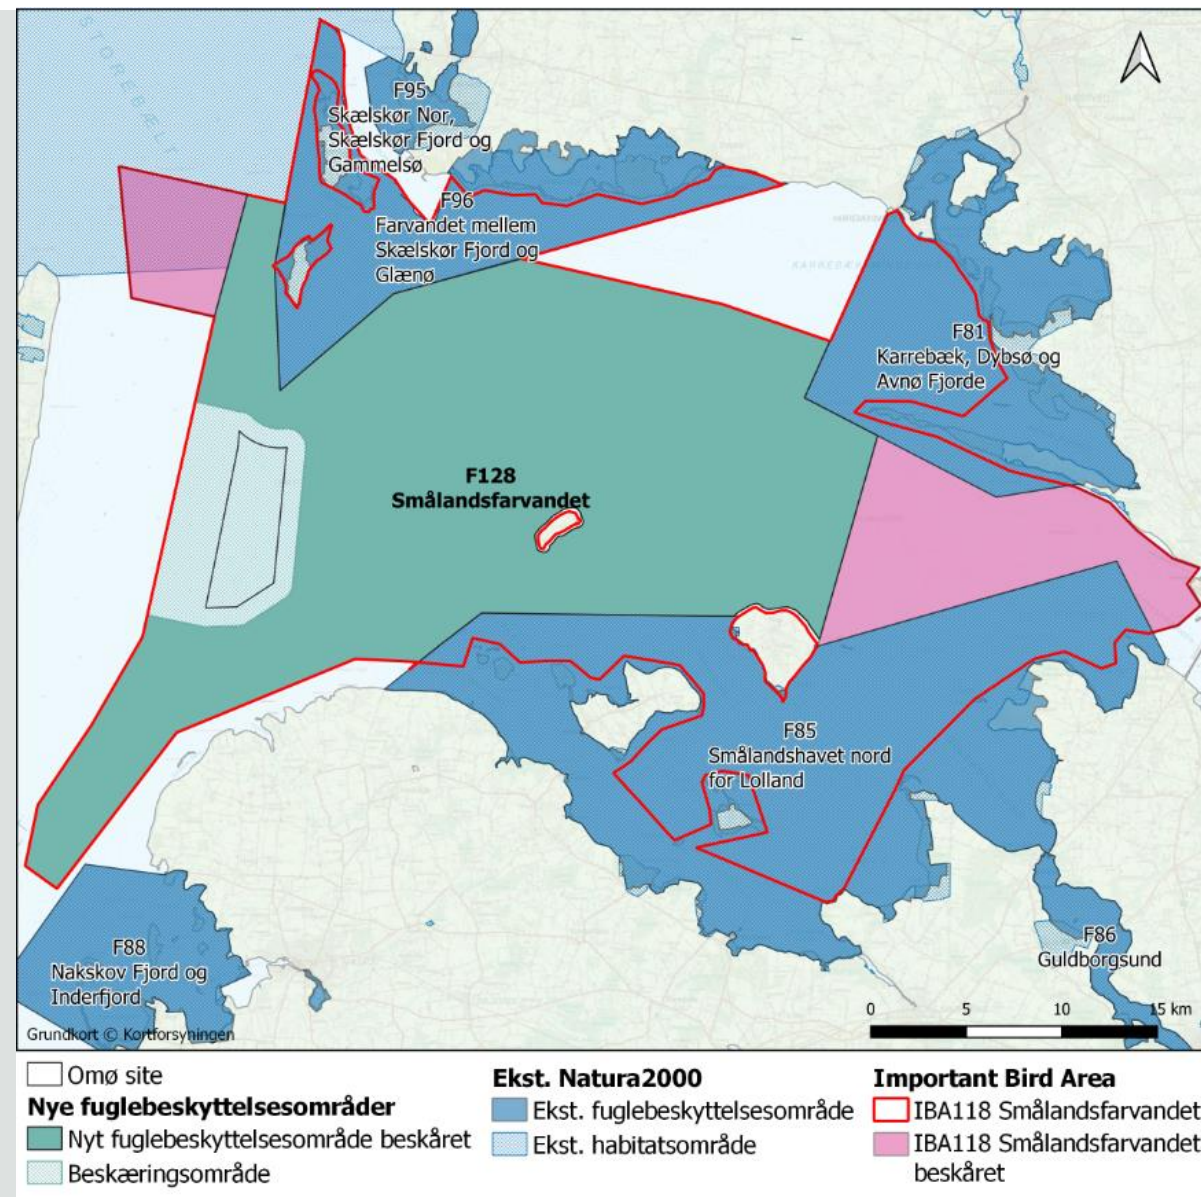 STOREBÆLT
F95
Skælskør Nor,
Skælskør Fjord og
Gammelsø
F96
Farvandet mellem
Skælskør Fjord og
Glænø
F81
Karrebæk, Dybsø og
Avnø Fjorde
F128
Smålandsfarvandet
F85
Smålandshavet nord
for Lolland
F88
Nakskov Fjord og
Inderfjord
F86
Guldborgsund
0 5 10 15 km
Grundkort © Kortforsyningen
Omø site
Nye fuglebeskyttelsesområder
Nyt fuglebeskyttelsesområde beskåret
Beskæringsområde
Ekst. Natura2000
Ekst. fuglebeskyttelsesområde
Ekst. habitatsområde
Important Bird Area
IBA118 Smålandsfarvandet
IBA118 Smålandsfarvandet
beskåret